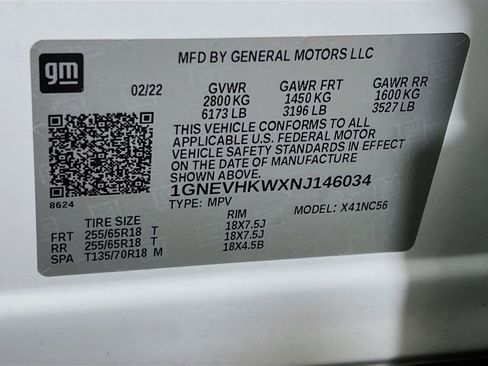 gm
MFD BY GENERAL MOTORS LLC
02/22 GVWR GAWR FRT GAWR RR
2800 KG 1450 KG 1600 KG
6173 LB 3196 LB 3527 LB
THIS VEHICLE CONFORMS TO ALL
APPLICABLE U.S. FEDERAL MOTOR
VEHICLE SAFETY STANDARDS IN EFFECT
ON THE DATE OF MANUFACTURE
SHOWN ABOVE.
1GNEVHKWXNJ146034
8624 TYPE: MPV MODEL: X41NC56
TIRE SIZE RIM
FRT 255/65R18 T 18X7.5J
RR 255/65R18 T 18X7.5J
SPA T135/70R18 M 18X4.5B